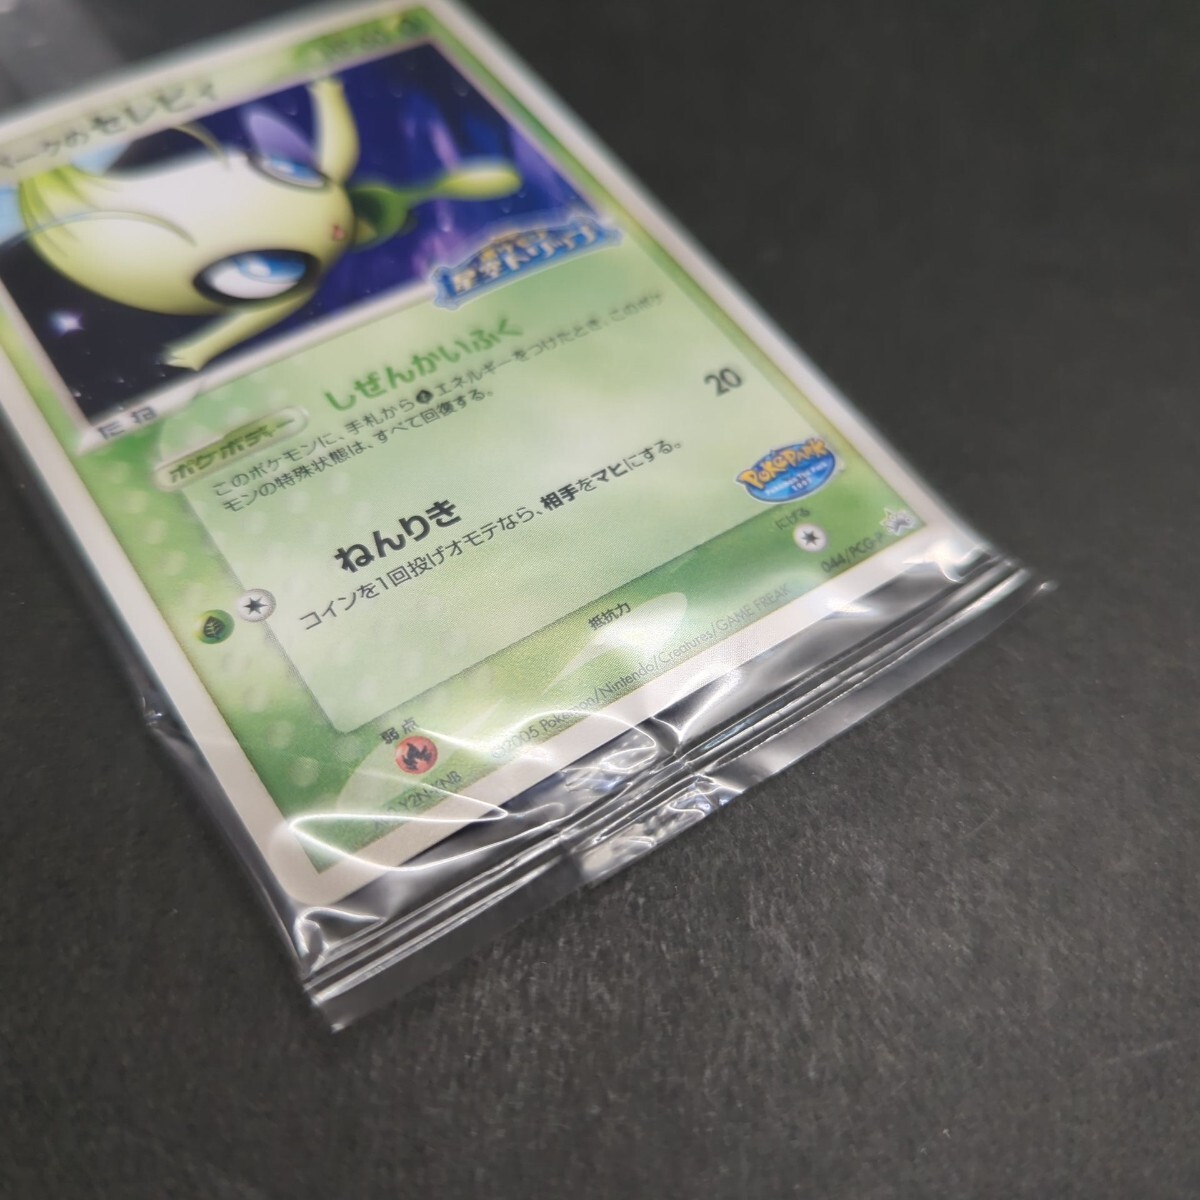 ークのセレビィ
たね
ポケボディー
しぜんかいふく
このポケモンに、手札からエネルギーをつけたとき、このポケ
モンの特殊状態は、すべて回復する。
ねんりき
20
コインを1回投げオモテなら、相手をマヒにする。
POKéPARK
弱点
抵抗力
にげる
©2005 Pokémon/Nintendo/Creatures/GAME FREAK
044/PCG-P